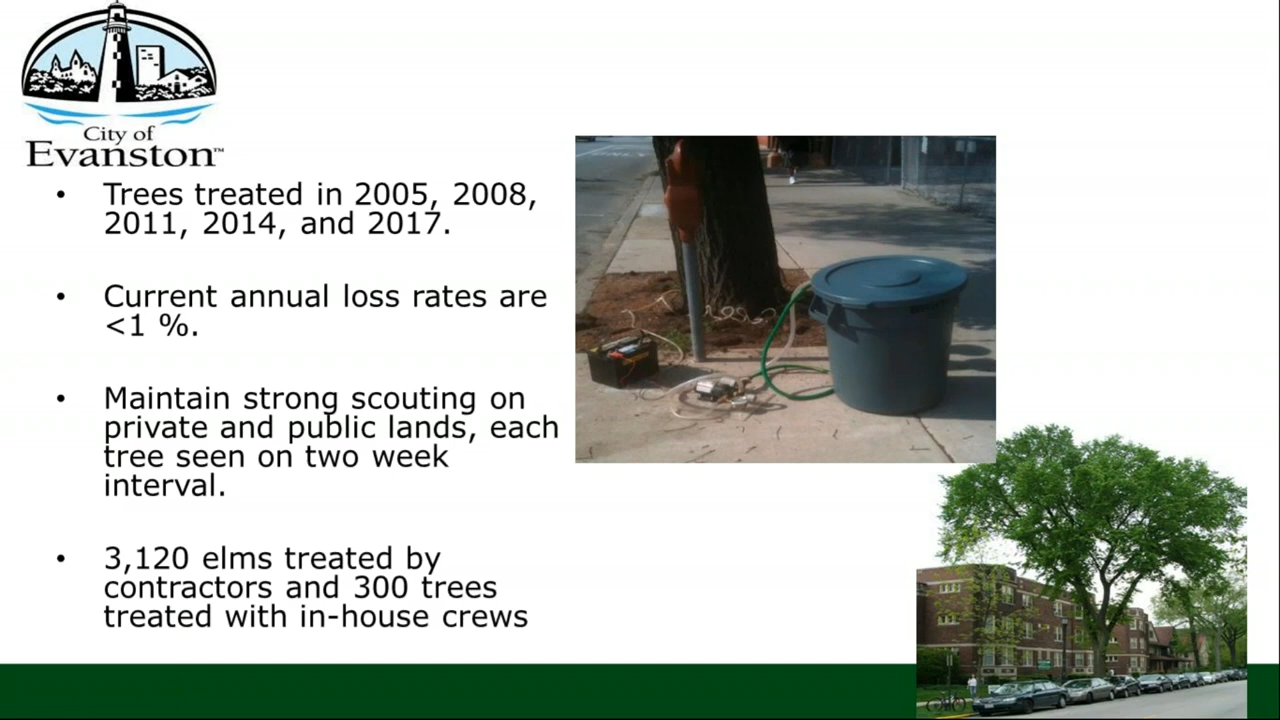 City of
Evanston™
• Trees treated in 2005, 2008,
2011, 2014, and 2017.
• Current annual loss rates are
<1 %.
• Maintain strong scouting on
private and public lands, each
tree seen on two week
interval.
• 3,120 elms treated by
contractors and 300 trees
treated with in-house crews